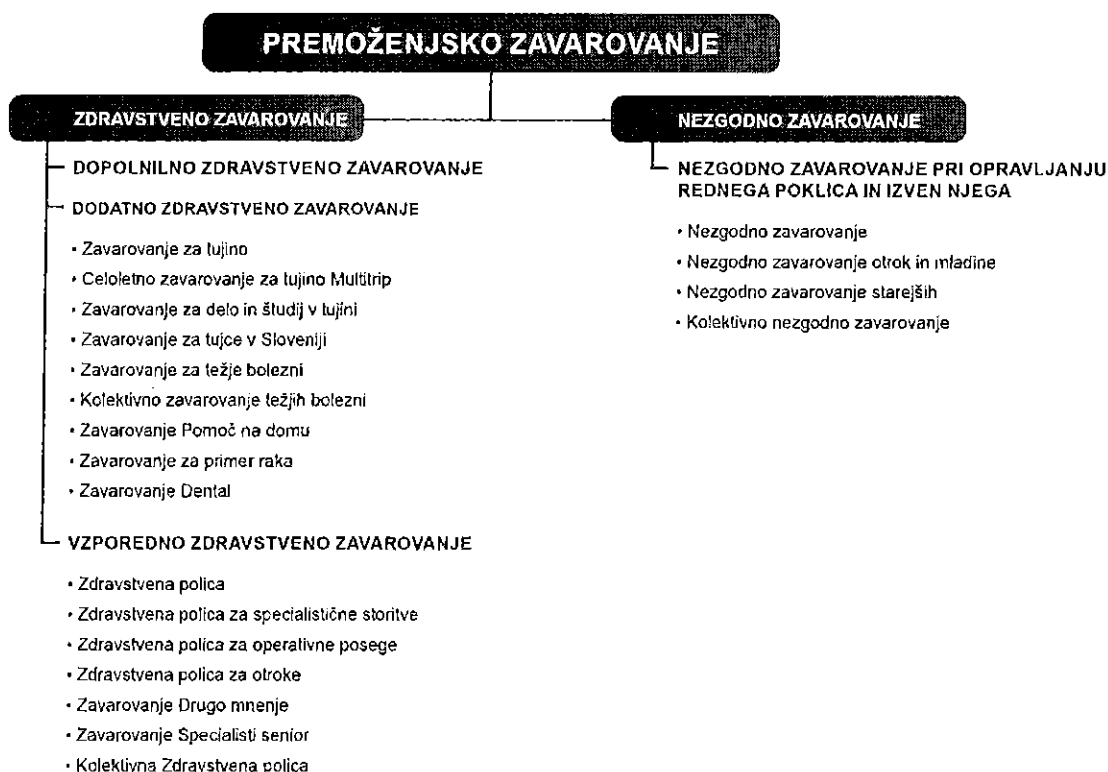 PREMOŽENJSKO ZAVAROVANJE
ZDRAVSTVENO ZAVAROVANJE
DOPOLNILNO ZDRAVSTVENO ZAVAROVANJE
DODATNO ZDRAVSTVENO ZAVAROVANJE
• Zavarovanje za tujino
• Celoletno zavarovanje za tujino Multitrip
• Zavarovanje za delo in študij v tujini
• Zavarovanje za tujce v Sloveniji
• Zavarovanje za težje bolezni
• Kolektivno zavarovanje težjih bolezni
• Zavarovanje Pomoč na domu
• Zavarovanje za primer raka
• Zavarovanje Dental
VZPOREDNO ZDRAVSTVENO ZAVAROVANJE
• Zdravstvena polica
• Zdravstvena polica za specialistične storitve
• Zdravstvena polica za operativne posege
• Zdravstvena polica za otroke
• Zavarovanje Drugo mnenje
• Zavarovanje Specialisti senior
• Kolektivna Zdravstvena polica
NEZGODNO ZAVAROVANJE
NEZGODNO ZAVAROVANJE PRI OPRAVLJANJU
REDNEGA POKLICA IN IZVEN NJEGA
• Nezgodno zavarovanje
• Nezgodno zavarovanje otrok in mladine
• Nezgodno zavarovanje starejših
• Kolektivno nezgodno zavarovanje